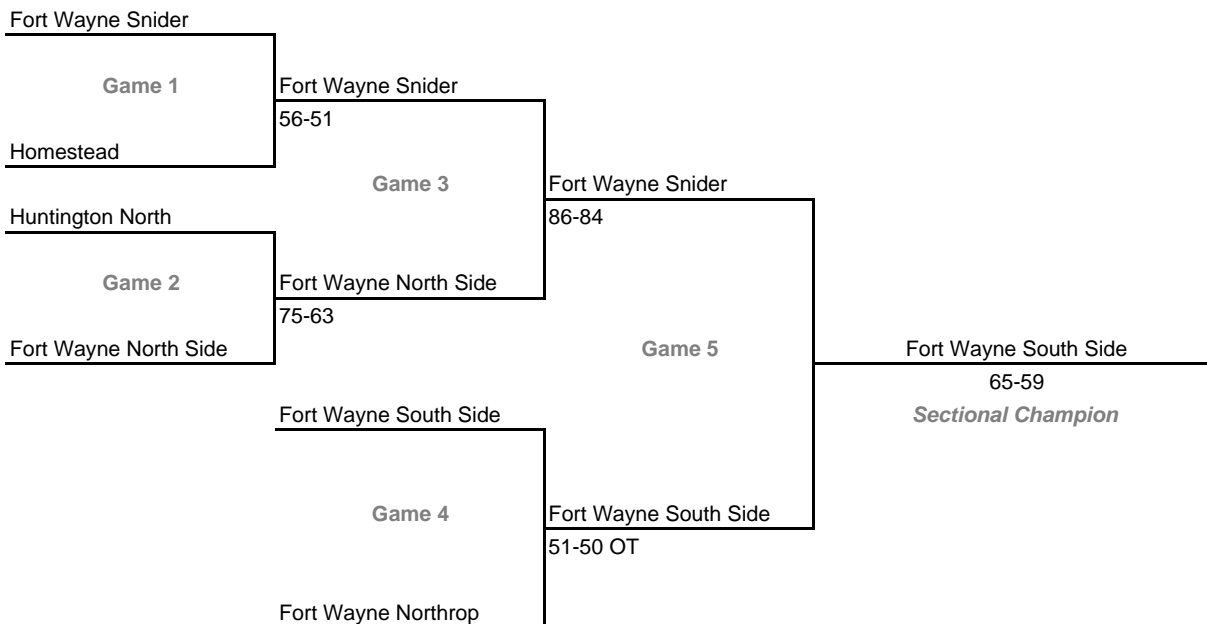 Fort Wayne Snider
Game 1
Fort Wayne Snider
56-51
Homestead
Game 3
Fort Wayne Snider
86-84
Huntington North
Game 2
Fort Wayne North Side
75-63
Fort Wayne North Side
Game 5
Fort Wayne South Side
65-59
Sectional Champion
Fort Wayne South Side
Game 4
Fort Wayne South Side
51-50 OT
Fort Wayne Northrop